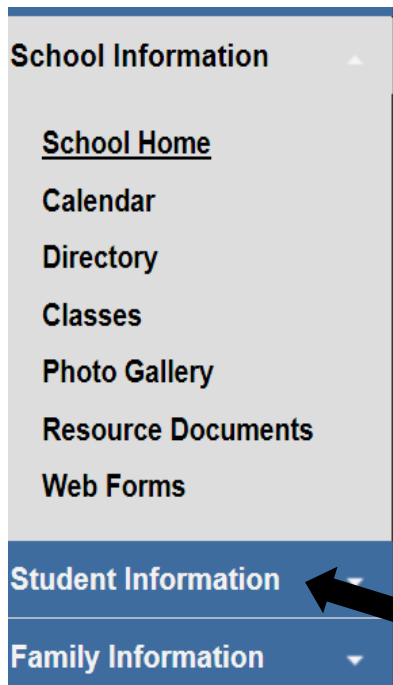 School Information
School Home
Calendar
Directory
Classes
Photo Gallery
Resource Documents
Web Forms
Student Information
Family Information